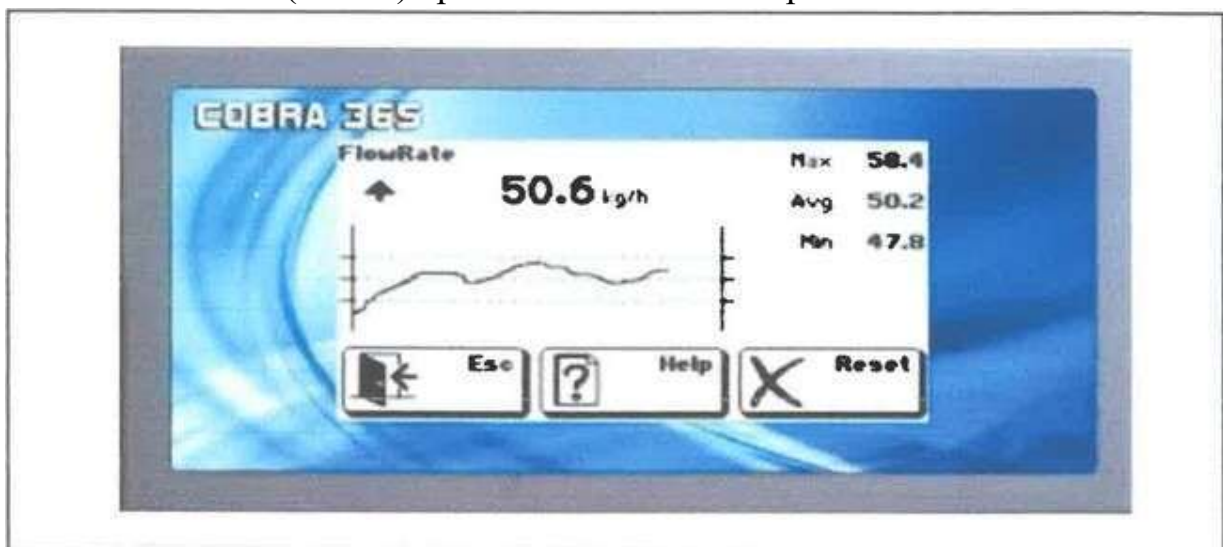 COBRA 365
FlowRate
50.6 kg/h
Max 58.4
Avg 50.2
Min 47.8
Esc
Help
Reset